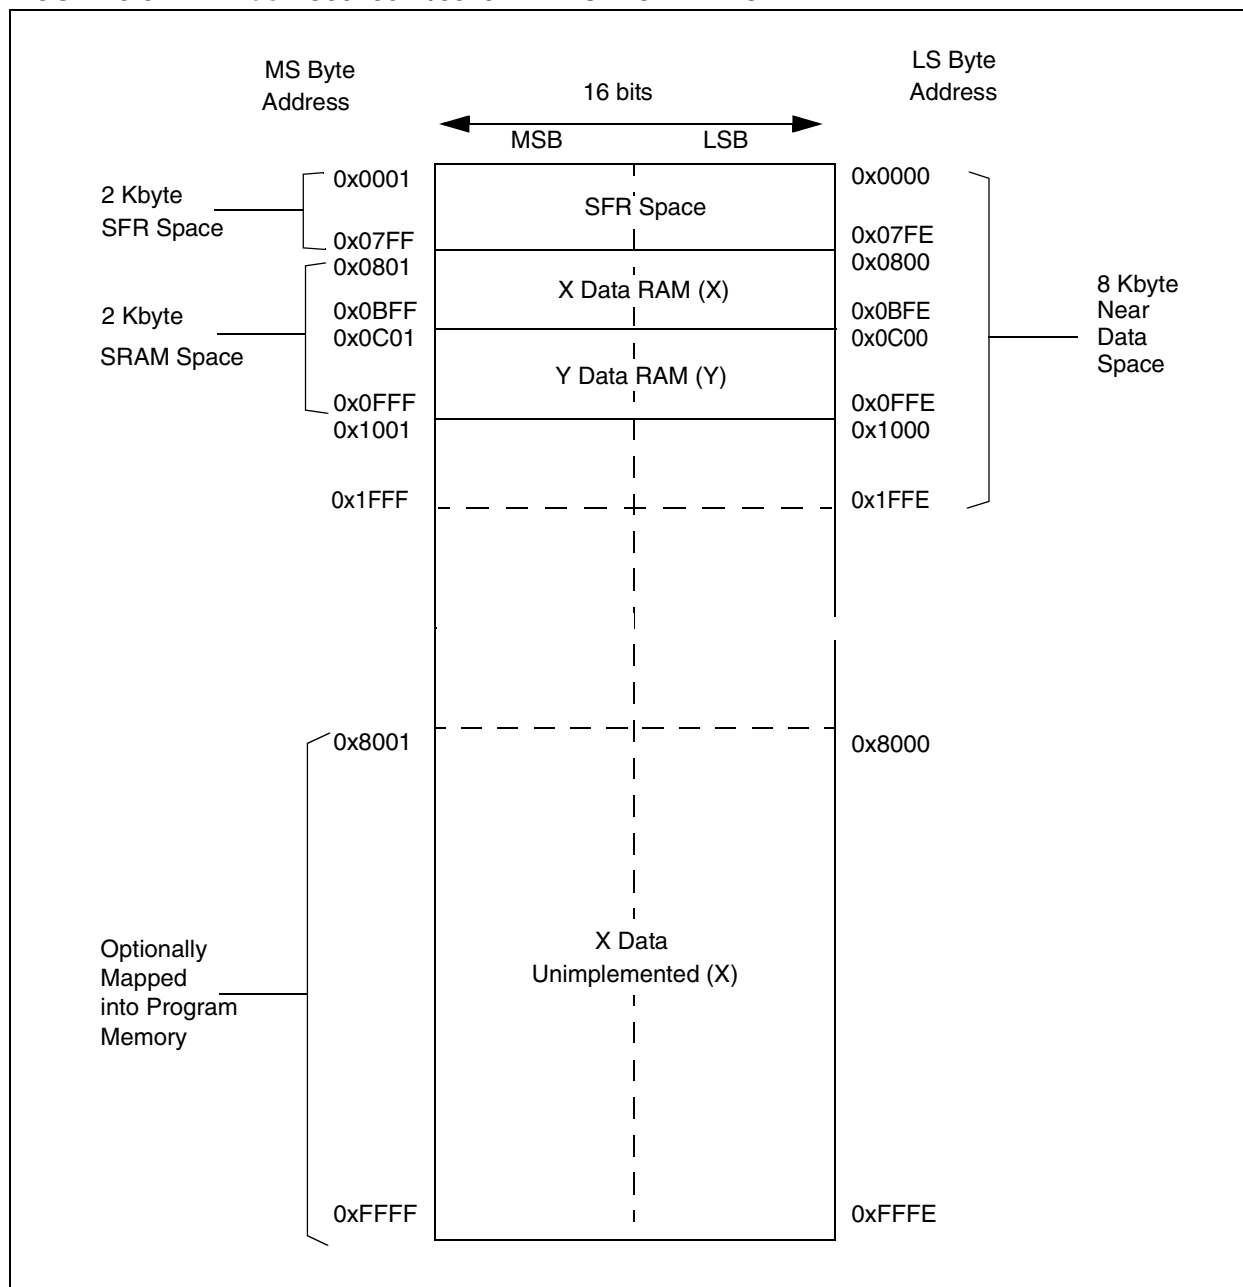 MS Byte
Address
16 bits
LS Byte
Address
MSB
LSB
0x0001
0x0000
2 Kbyte
SFR Space
SFR Space
0x07FF
0x07FE
0x0801
0x0800
X Data RAM (X)
2 Kbyte
SRAM Space
0x0BFF
0x0BFE
0x0C01
0x0C00
8 Kbyte
Near
Data
Space
Y Data RAM (Y)
0x0FFF
0x0FFE
0x1001
0x1000
0x1FFF
0x1FFE
0x8001
0x8000
Optionally
Mapped
into Program
Memory
X Data
Unimplemented (X)
0xFFFF
0xFFFE